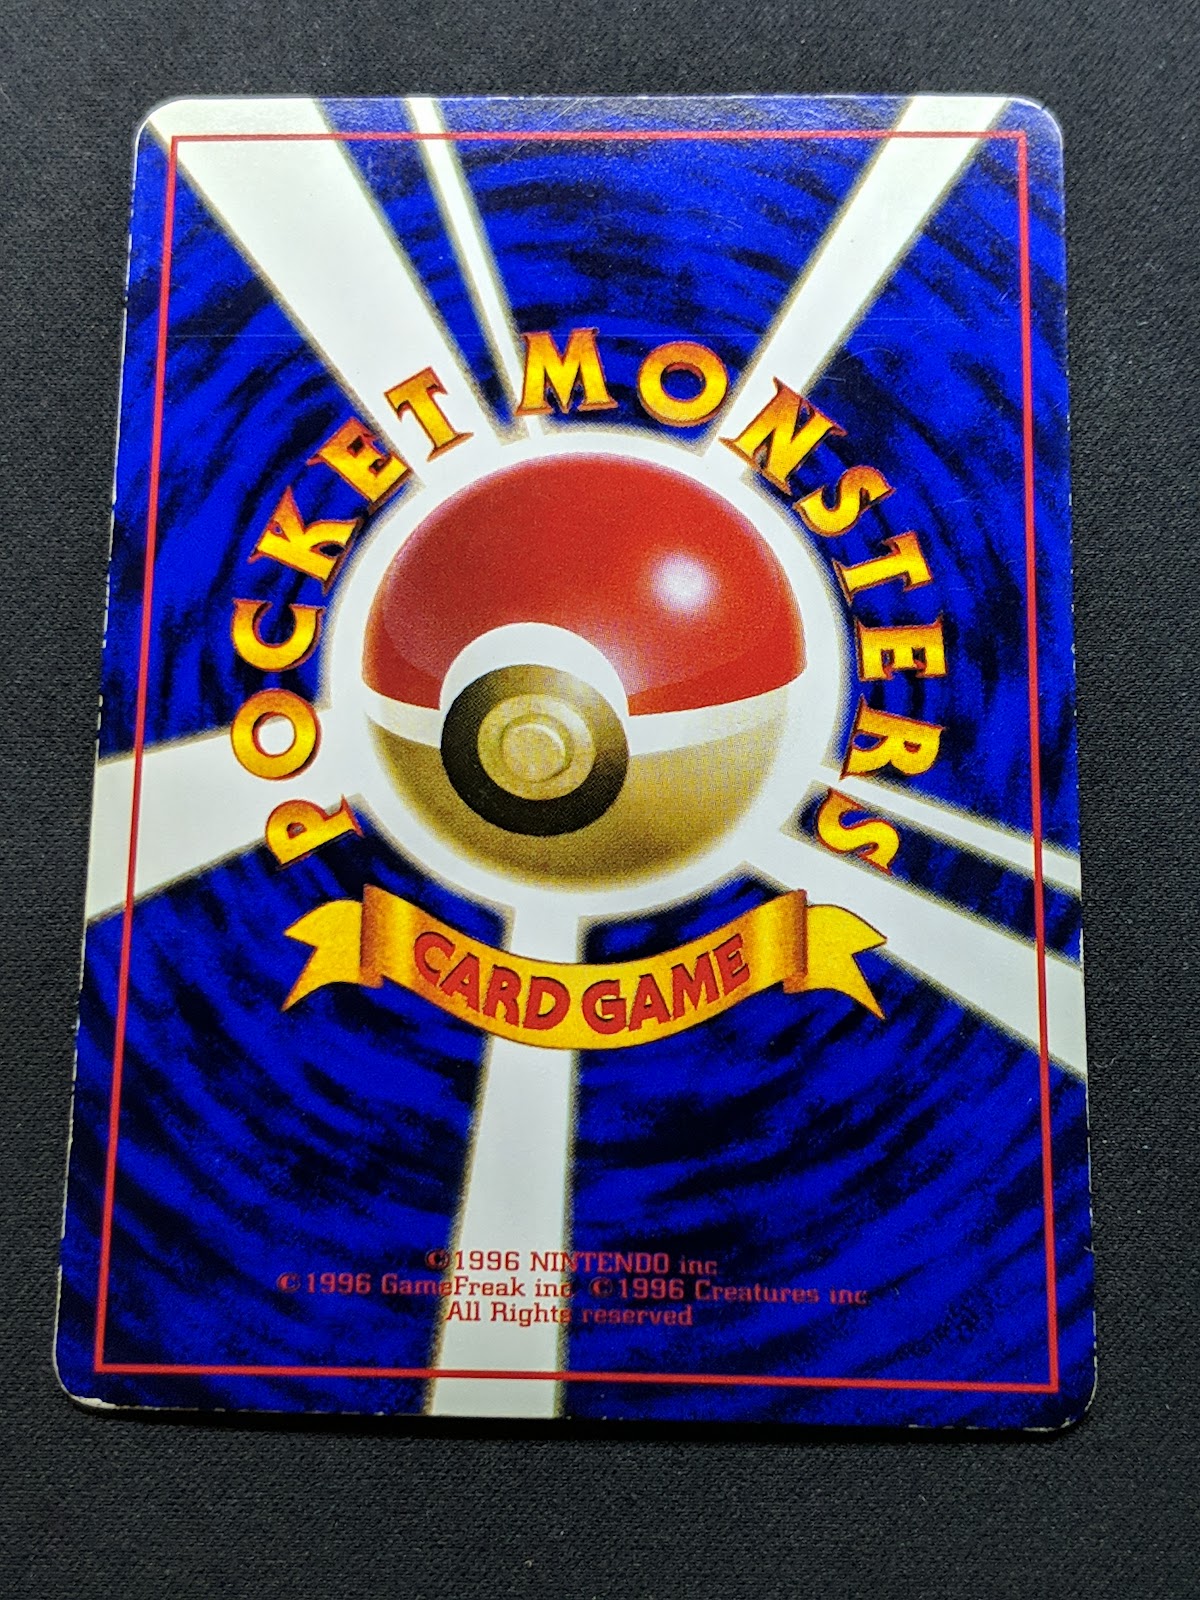 POCKET MONSTERS
CARD GAME
©1996 NINTENDO inc.
©1996 GameFreak inc. ©1996 Creatures inc.
All Rights reserved